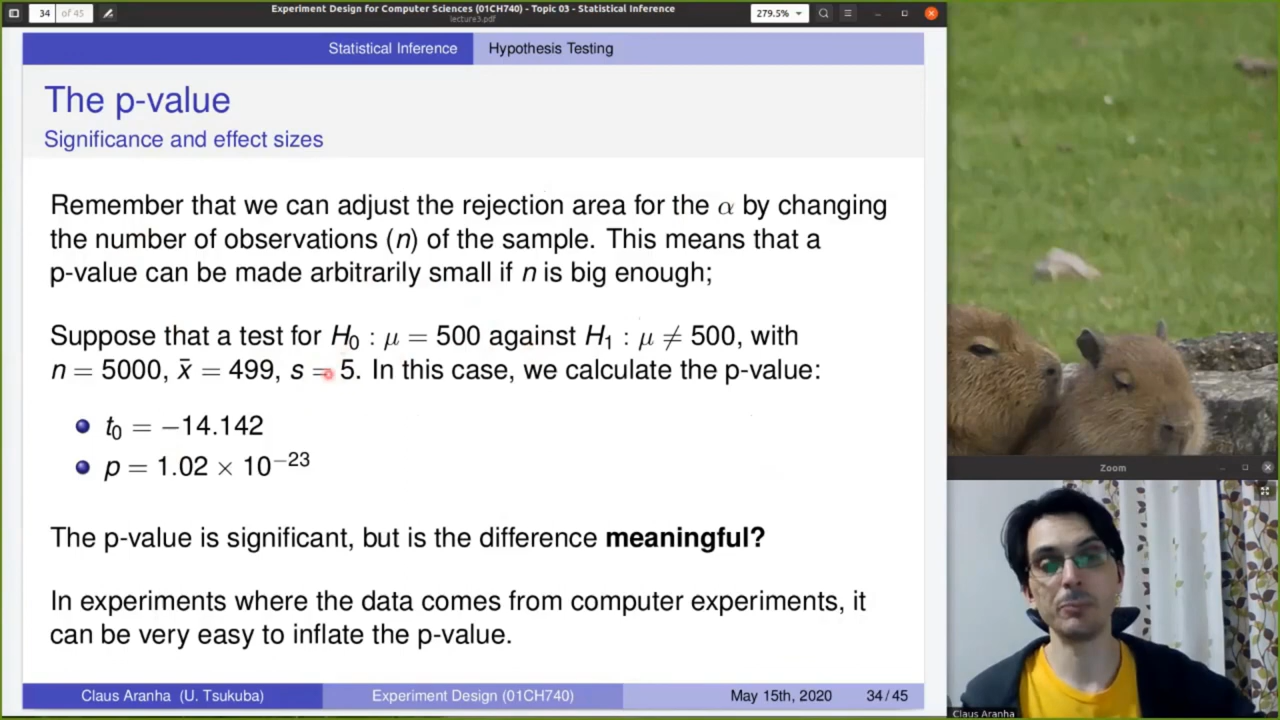 34 of 45
Experiment Design for Computer Sciences (01CH740) - Topic 03 - Statistical Inference
lecture3.pdf
279.5%
Statistical Inference Hypothesis Testing
The p-value
Significance and effect sizes
Remember that we can adjust the rejection area for the α by changing
the number of observations (n) of the sample. This means that a
p-value can be made arbitrarily small if n is big enough;
Suppose that a test for H₀ : μ = 500 against H₁ : μ ≠ 500, with
n = 5000, x̄ = 499, s = 5. In this case, we calculate the p-value:
t₀ = −14.142
p = 1.02 × 10⁻²³
The p-value is significant, but is the difference meaningful?
In experiments where the data comes from computer experiments, it
can be very easy to inflate the p-value.
Claus Aranha (U. Tsukuba) Experiment Design (01CH740) May 15th, 2020 34/45
Zoom
Claus Aranha